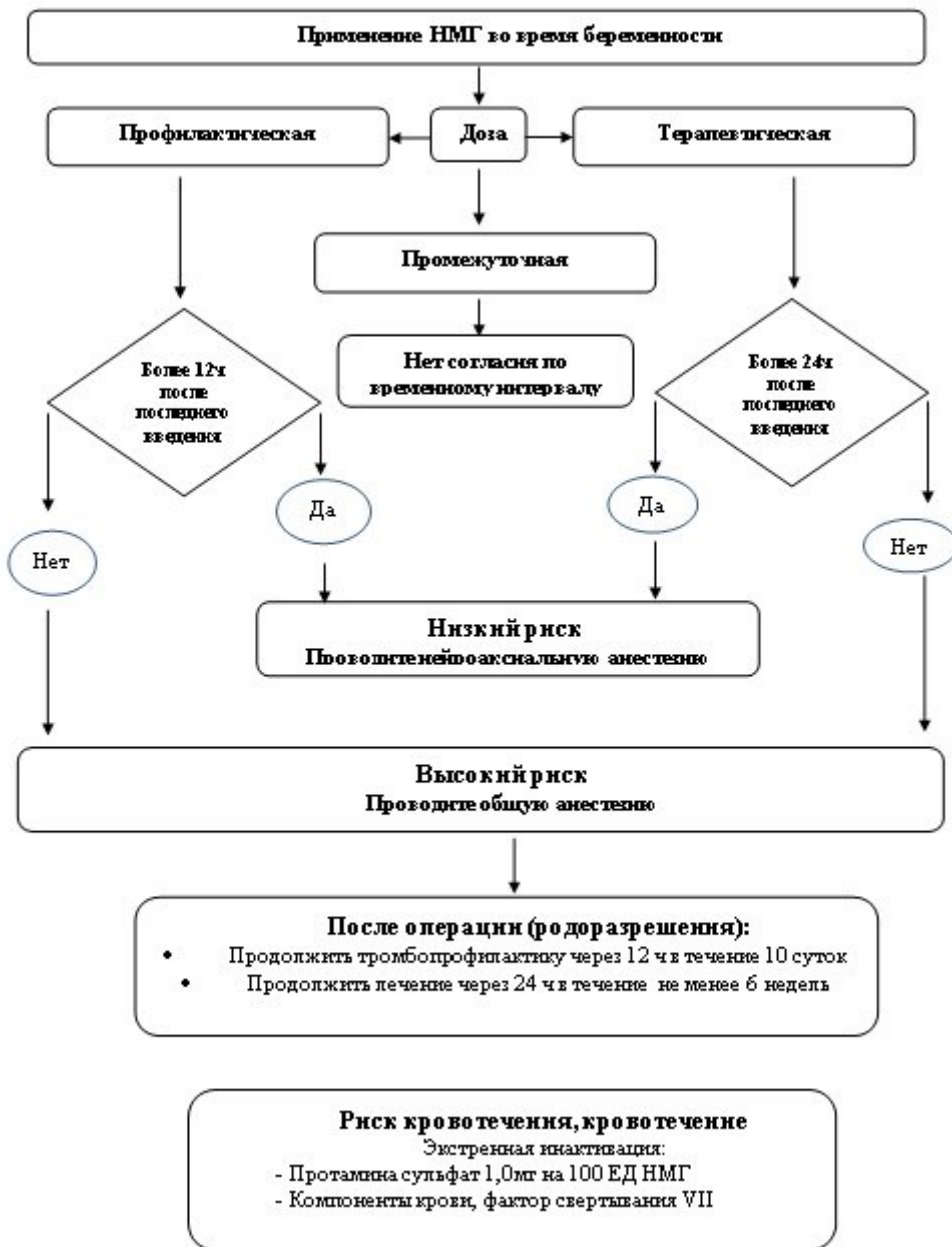 Применение НМГ во время беременности
Профилактическая
Доза
Терапевтическая
Промежуточная
Нет согласия по
временному интервалу
Более 12ч
после
последнего
введения
Более 24ч
после
последнего
введения
Да
Да
Нет
Нет
Низкий риск
Проводите нейроаксиальную анестезию
Высокий риск
Проводите общую анестезию
После операции (родоразрешения):
• Продолжить тромбопрофилактику через 12 ч в течение 10 суток
• Продолжить лечение через 24 ч в течение не менее 6 недель
Риск кровотечения, кровотечение
Экстренная инактивация:
- Протамина сульфат 1,0мг на 100 ЕД НМГ
- Компоненты крови, фактор свертывания VII